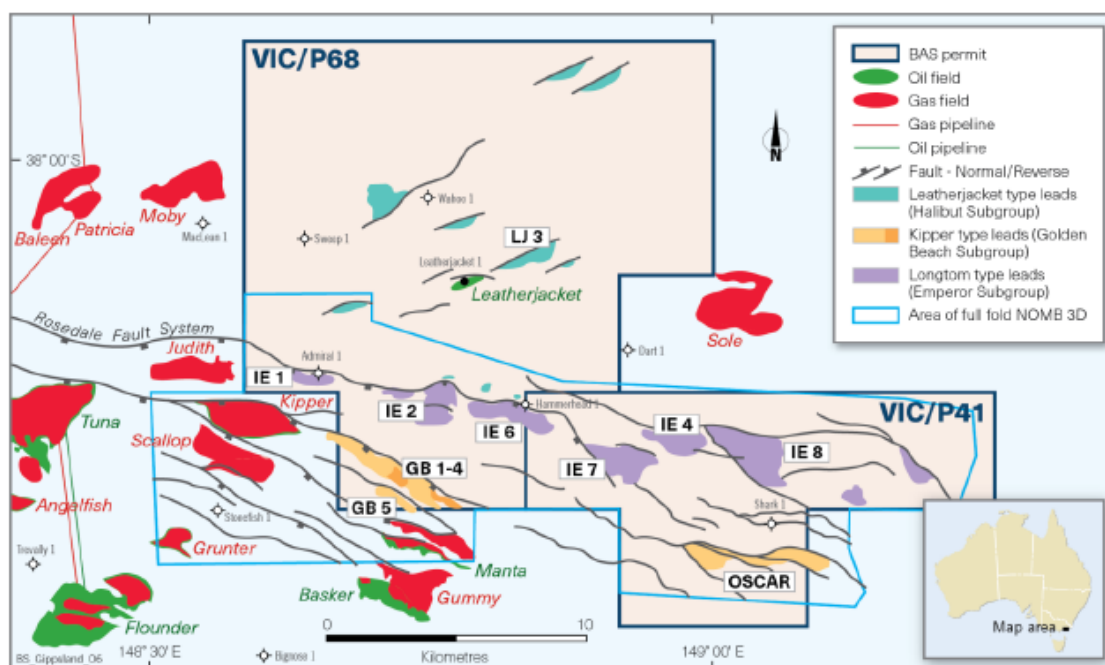 VIC/P68
BAS permit
Oil field
Gas field
Gas pipeline
Oil pipeline
Fault - Normal/Reverse
Leatherjacket type leads
(Halibut Subgroup)
Kipper type leads (Golden
Beach Subgroup)
Longtom type leads
(Emperor Subgroup)
Area of full fold NOMB 3D
N
38° 00' S
Baleen
Patricia
Moby
MacLean 1
Wahoo 1
Swoop 1
LJ 3
Leatherjacket 1
Leatherjacket
Sole
Rosedale Fault System
Judith
Admiral 1
Dart 1
IE 1
IE 2
Hammerhead 1
VIC/P41
Kipper
Tuna
IE 6
IE 4
IE 8
Scallop
GB 1-4
IE 7
Angelfish
GB 5
Stonefish 1
Shark 1
Grunter
Trevally 1
Manta
OSCAR
Basker
Gummy
Flounder
0
10
Kilometres
Map area
BS_Gippsland_06
148° 30' E
Bignose 1
149° 00' E